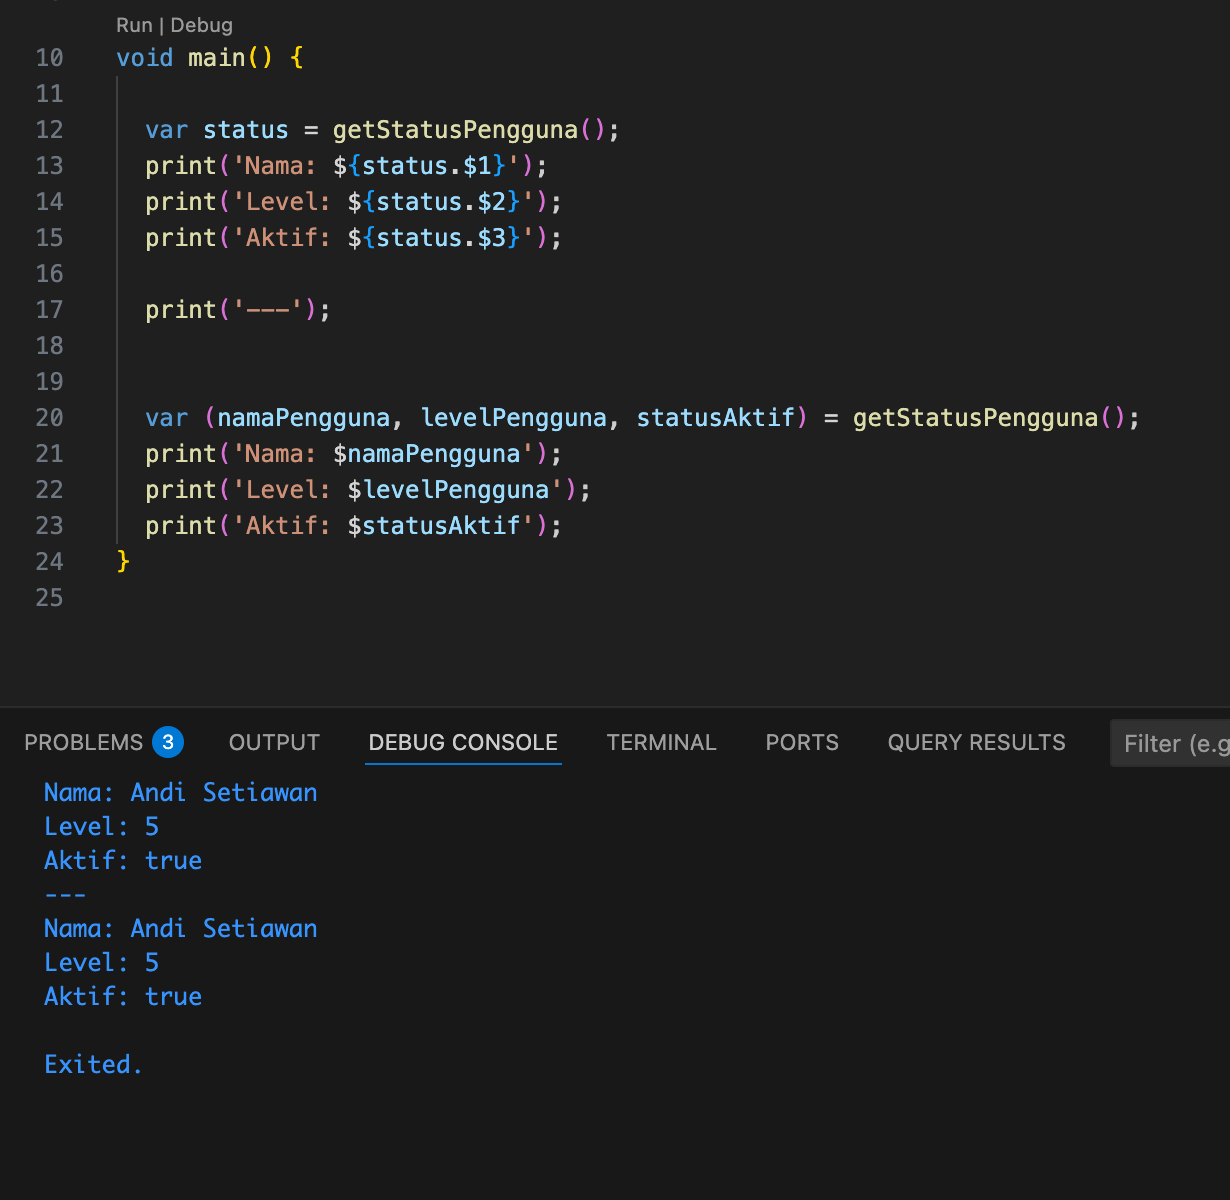 Run | Debug
10 void main() {
11
12 var status = getStatusPengguna();
13 print('Nama: ${status.$1}');
14 print('Level: ${status.$2}');
15 print('Aktif: ${status.$3}');
16
17 print('---');
18
19
20 var (namaPengguna, levelPengguna, statusAktif) = getStatusPengguna();
21 print('Nama: $namaPengguna');
22 print('Level: $levelPengguna');
23 print('Aktif: $statusAktif');
24 }
25
PROBLEMS 3 OUTPUT DEBUG CONSOLE TERMINAL PORTS QUERY RESULTS Filter (e.g
Nama: Andi Setiawan
Level: 5
Aktif: true
---
Nama: Andi Setiawan
Level: 5
Aktif: true
Exited.